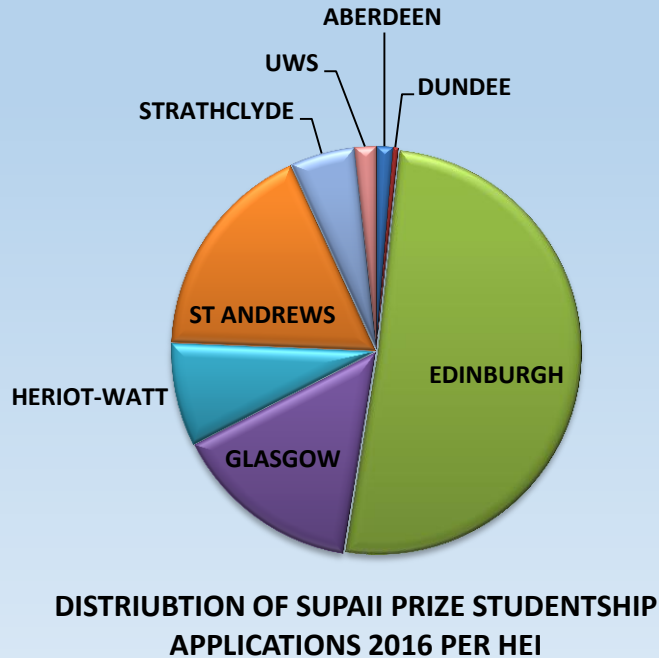 ABERDEEN
UWS
DUNDEE
STRATHCLYDE
ST ANDREWS
EDINBURGH
HERIOT-WATT
GLASGOW
DISTRIUBTION OF SUPAII PRIZE STUDENTSHIP
APPLICATIONS 2016 PER HEI